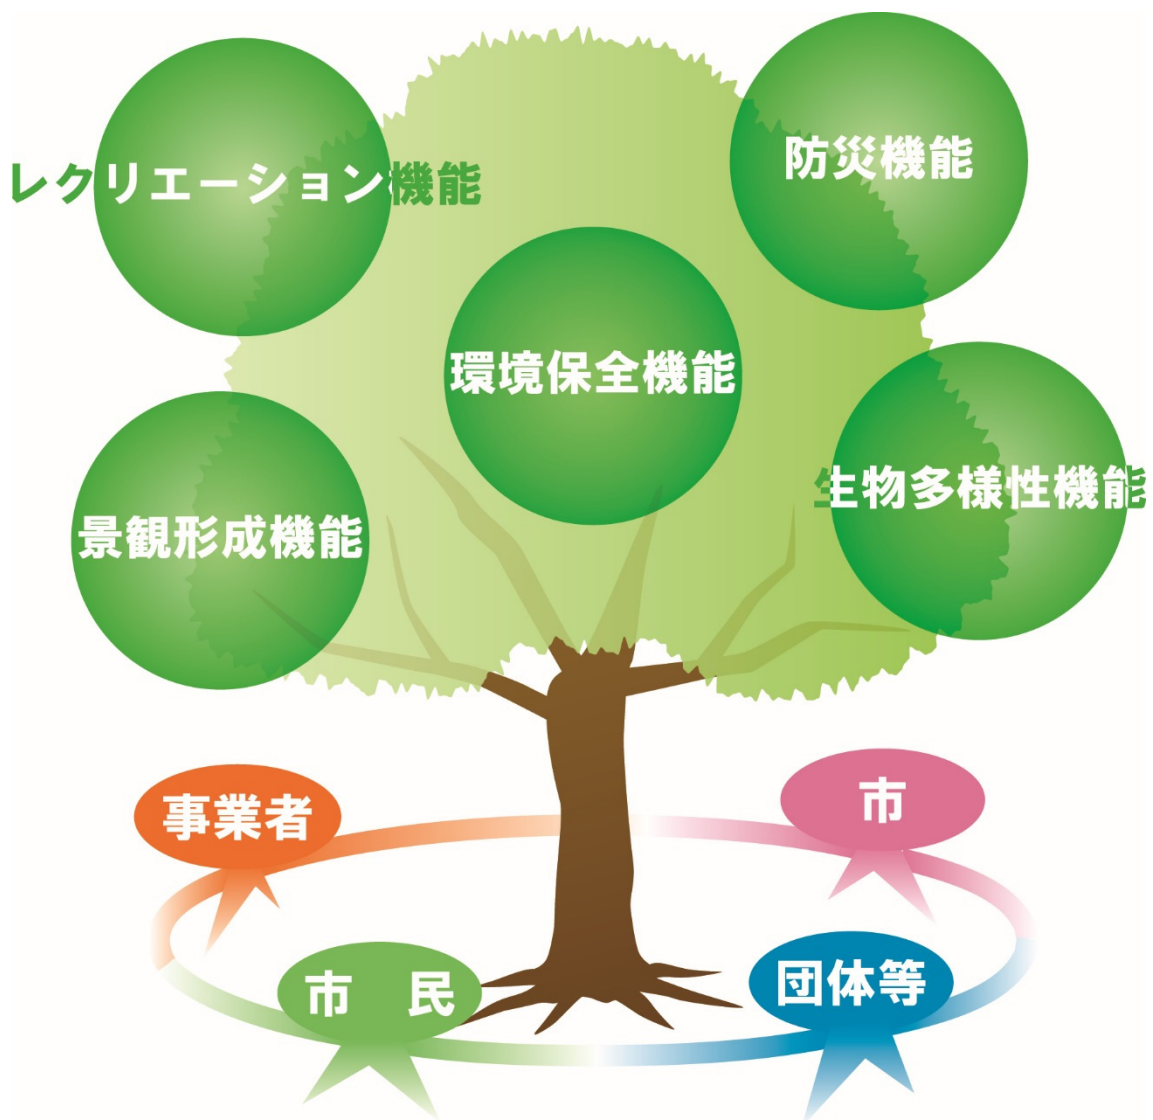 レクリエーション機能
防災機能
環境保全機能
生物多様性機能
景観形成機能
事業者
市
市　民
団体等